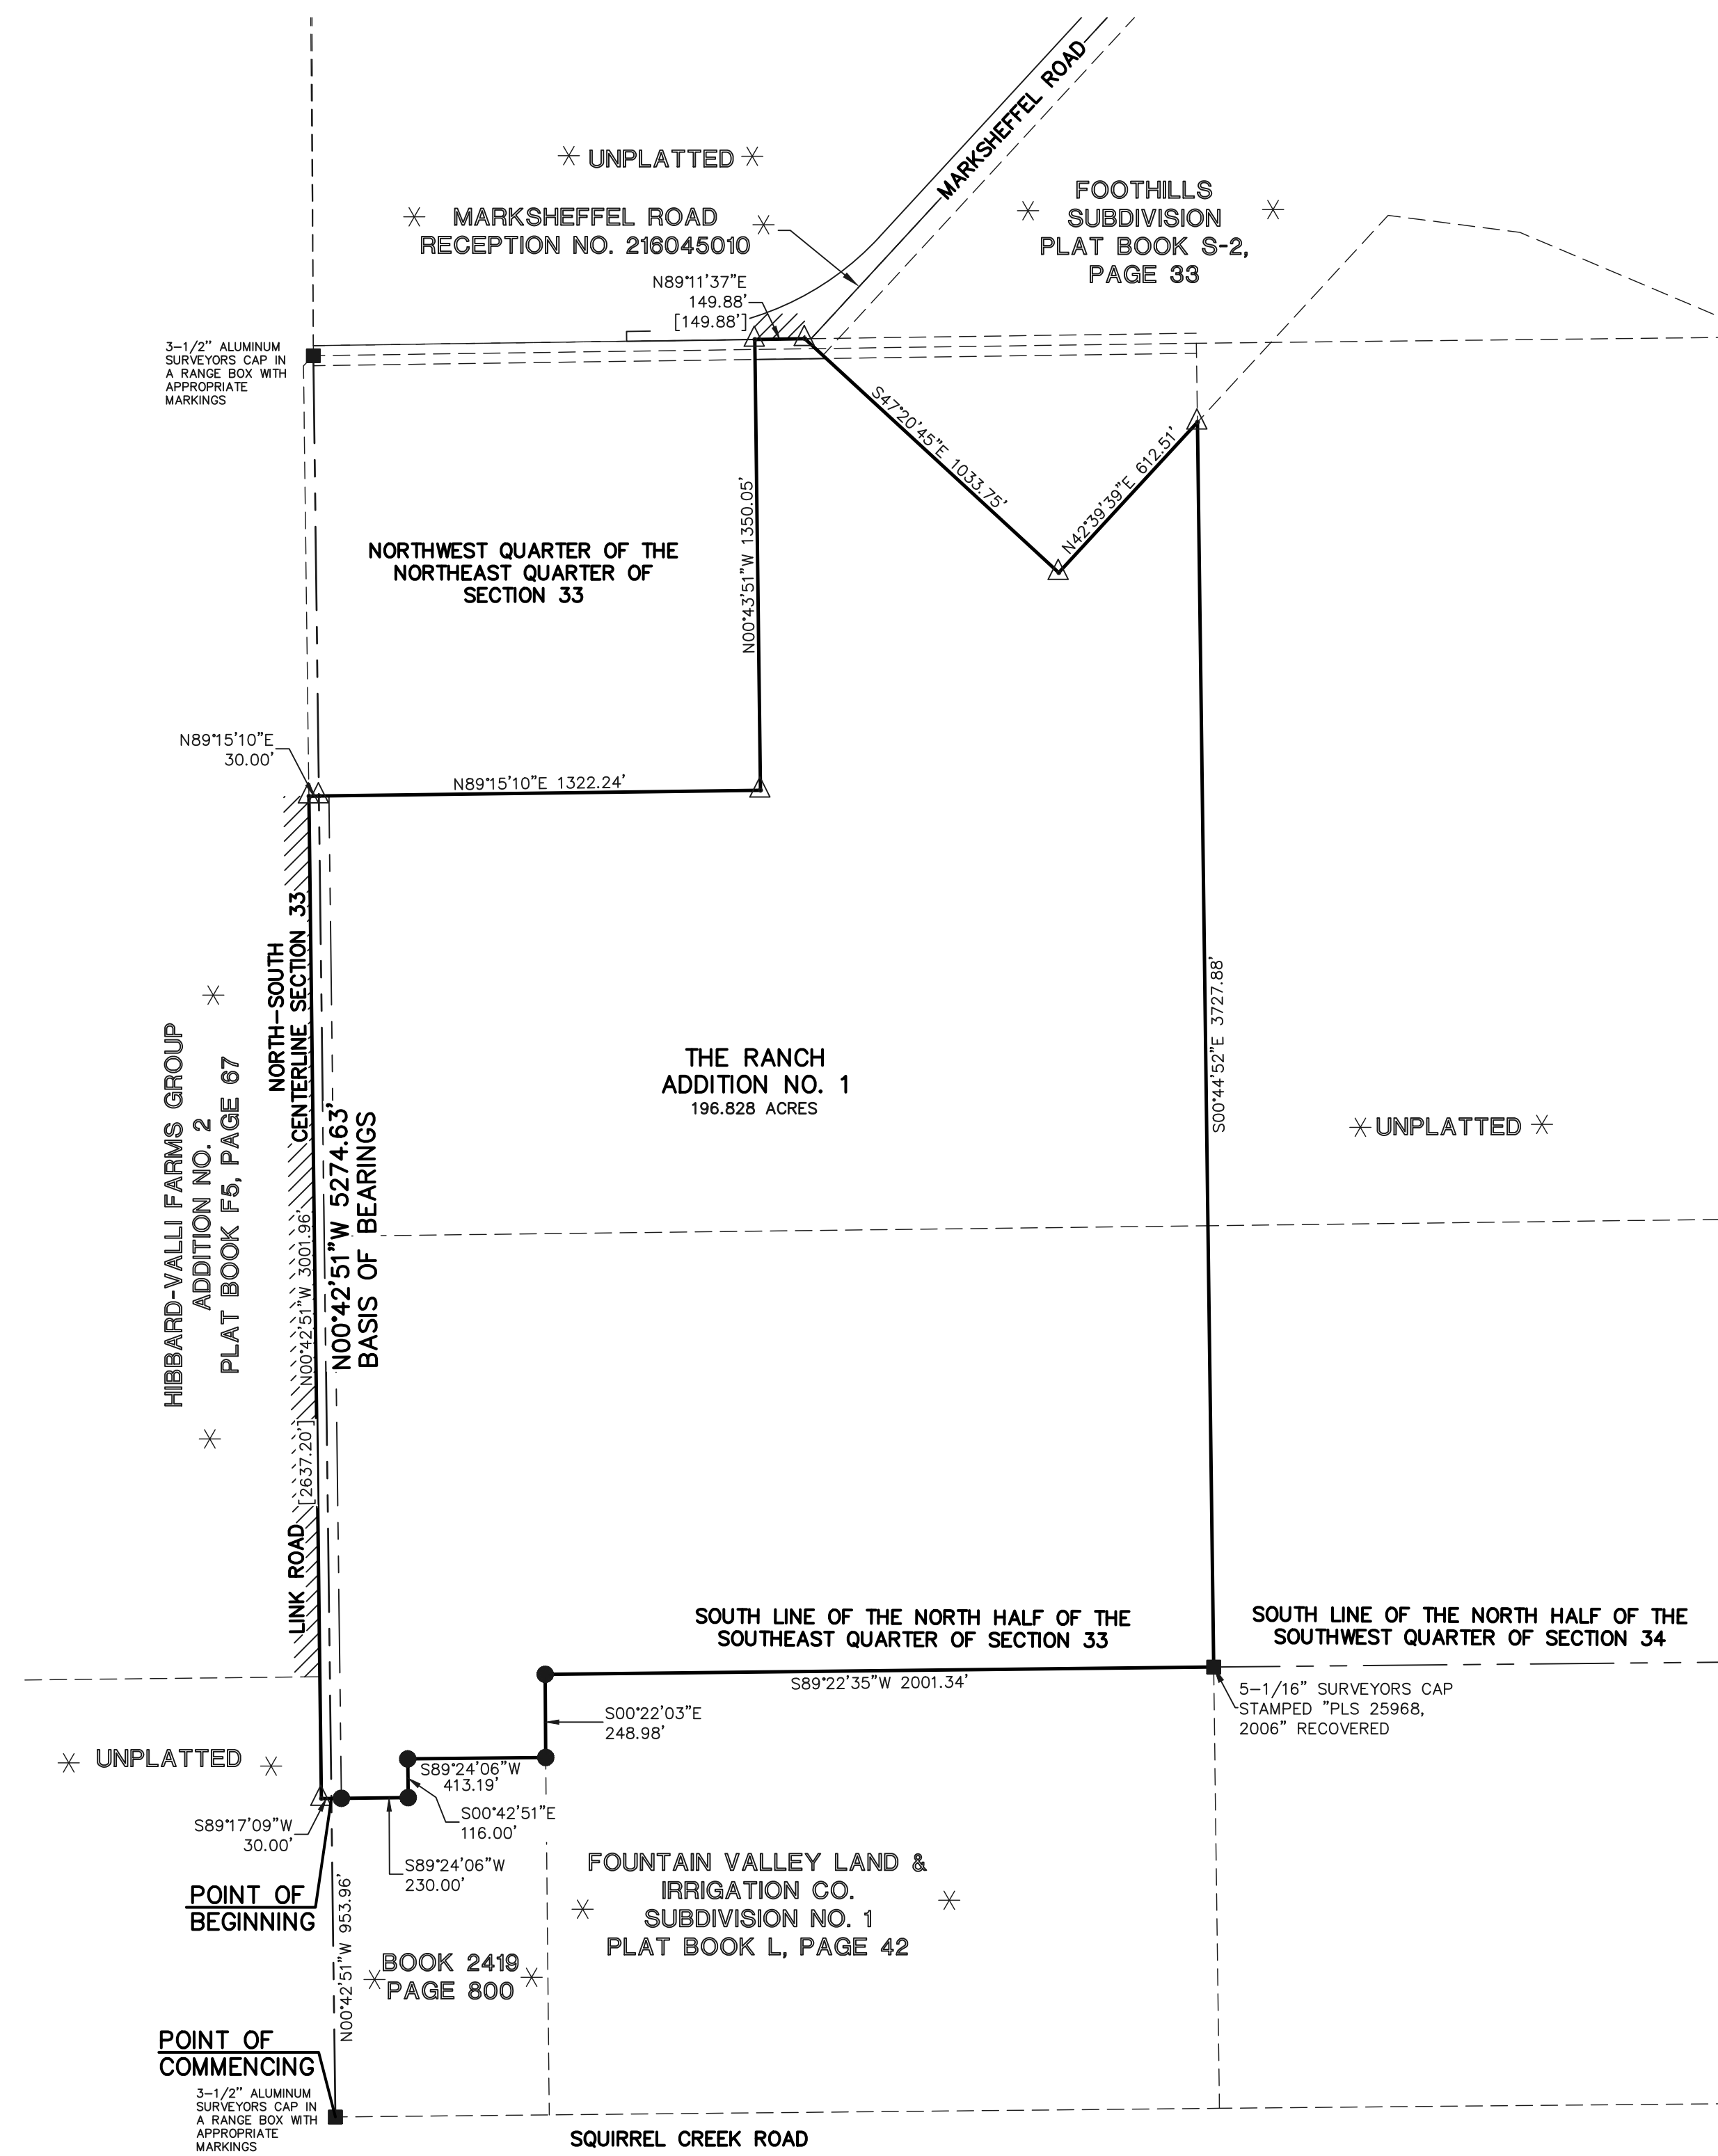 UNPLATTED
MARKSHEFFEL ROAD
RECEPTION NO. 216045010
MARKSHEFFEL ROAD
FOOTHILLS
SUBDIVISION
PLAT BOOK S-2,
PAGE 33
N89°11'37"E
149.88'
[149.88']
3-1/2" ALUMINUM
SURVEYORS CAP IN
A RANGE BOX WITH
APPROPRIATE
MARKINGS
S47°20'45"E 1033.75'
N42°39'39"E 612.51'
N00°43'51"W 1350.05'
NORTHWEST QUARTER OF THE
NORTHEAST QUARTER OF
SECTION 33
N89°15'10"E
30.00'
N89°15'10"E 1322.24'
NORTH-SOUTH
CENTERLINE SECTION 33
HIBBARD-VALLI FARMS GROUP
ADDITION NO. 2
PLAT BOOK F5, PAGE 67
N00°42'51"W 3001.96'
[2637.20']
N00°42'51"W 5274.63'
BASIS OF BEARINGS
THE RANCH
ADDITION NO. 1
196.828 ACRES
S00°44'52"E 3727.88'
UNPLATTED
LINK ROAD
SOUTH LINE OF THE NORTH HALF OF THE
SOUTHEAST QUARTER OF SECTION 33
SOUTH LINE OF THE NORTH HALF OF THE
SOUTHWEST QUARTER OF SECTION 34
S89°22'35"W 2001.34'
5-1/16" SURVEYORS CAP
STAMPED "PLS 25968,
2006" RECOVERED
S00°22'03"E
248.98'
UNPLATTED
S89°24'06"W
413.19'
S00°42'51"E
116.00'
S89°17'09"W
30.00'
S89°24'06"W
230.00'
POINT OF
BEGINNING
FOUNTAIN VALLEY LAND &
IRRIGATION CO.
SUBDIVISION NO. 1
PLAT BOOK L, PAGE 42
N00°42'51"W 953.96'
BOOK 2419
PAGE 800
POINT OF
COMMENCING
3-1/2" ALUMINUM
SURVEYORS CAP IN
A RANGE BOX WITH
APPROPRIATE
MARKINGS
SQUIRREL CREEK ROAD